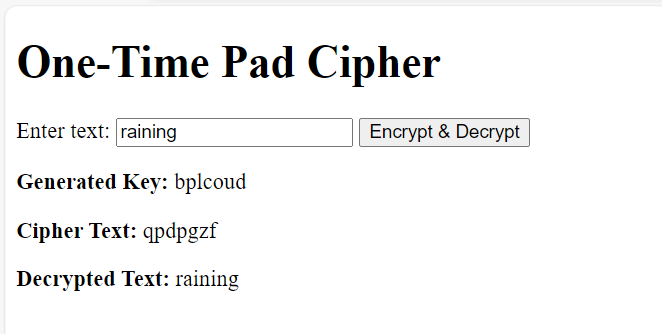 One-Time Pad Cipher
Enter text: raining Encrypt & Decrypt
Generated Key: bplcoud
Cipher Text: qpdpgzf
Decrypted Text: raining